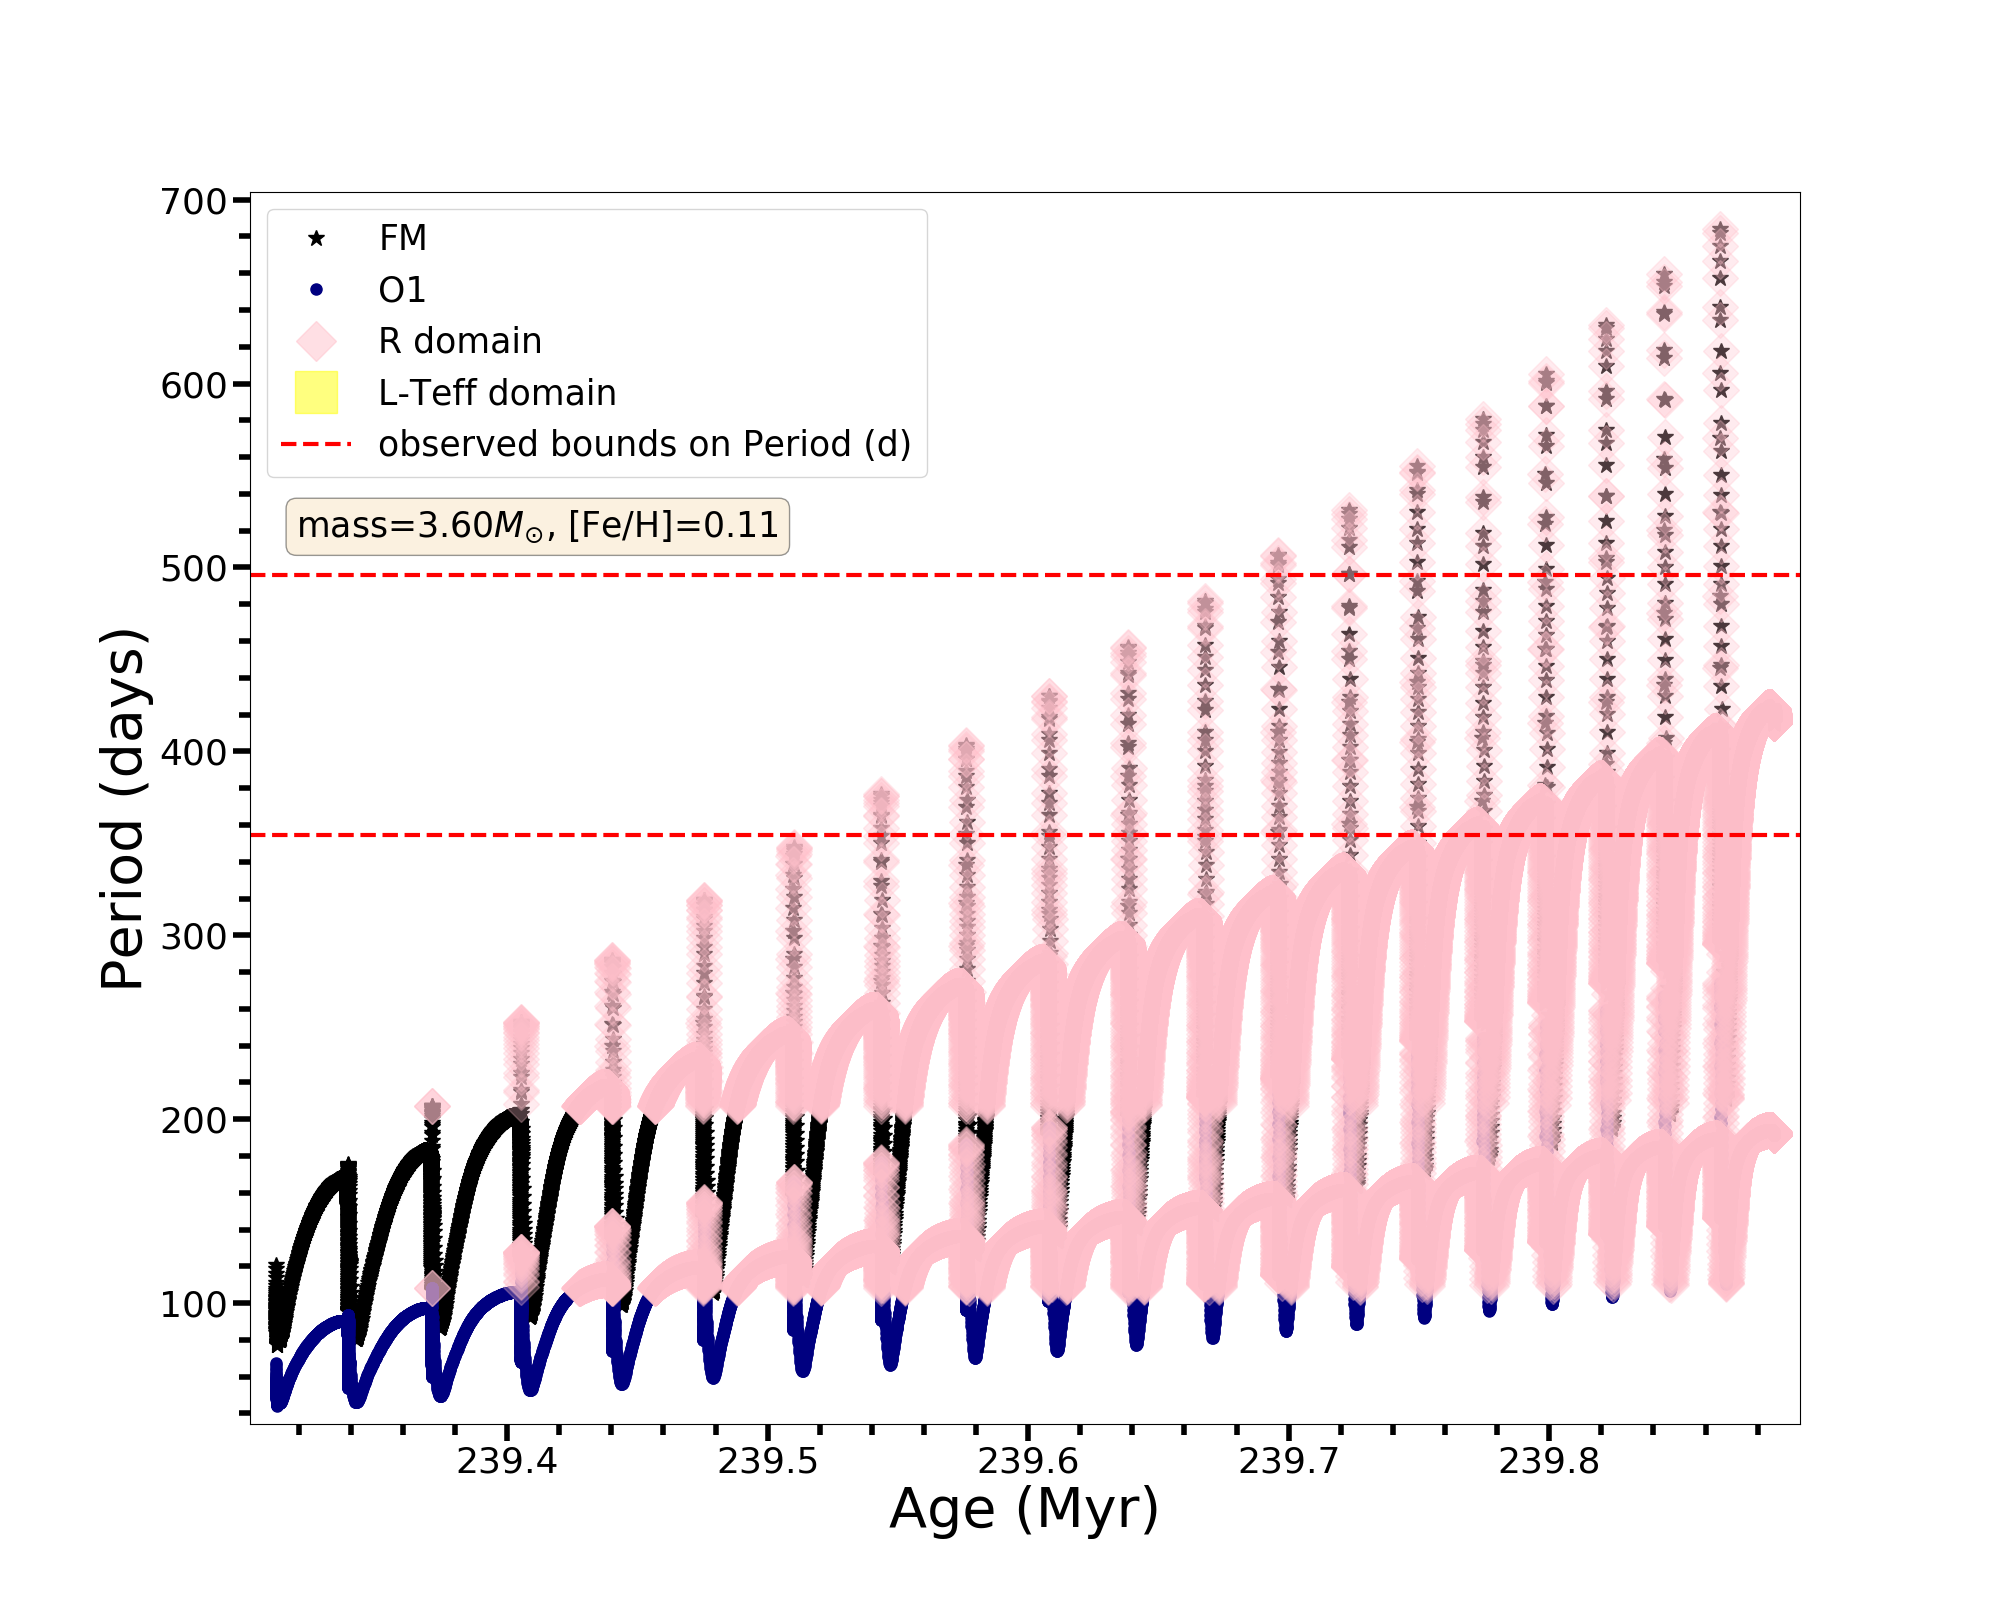 700
600
500
400
300
200
100
Period (days)
FM
O1
R domain
L-Teff domain
observed bounds on Period (d)
mass=3.60M⊙, [Fe/H]=0.11
239.4 239.5 239.6 239.7 239.8
Age (Myr)